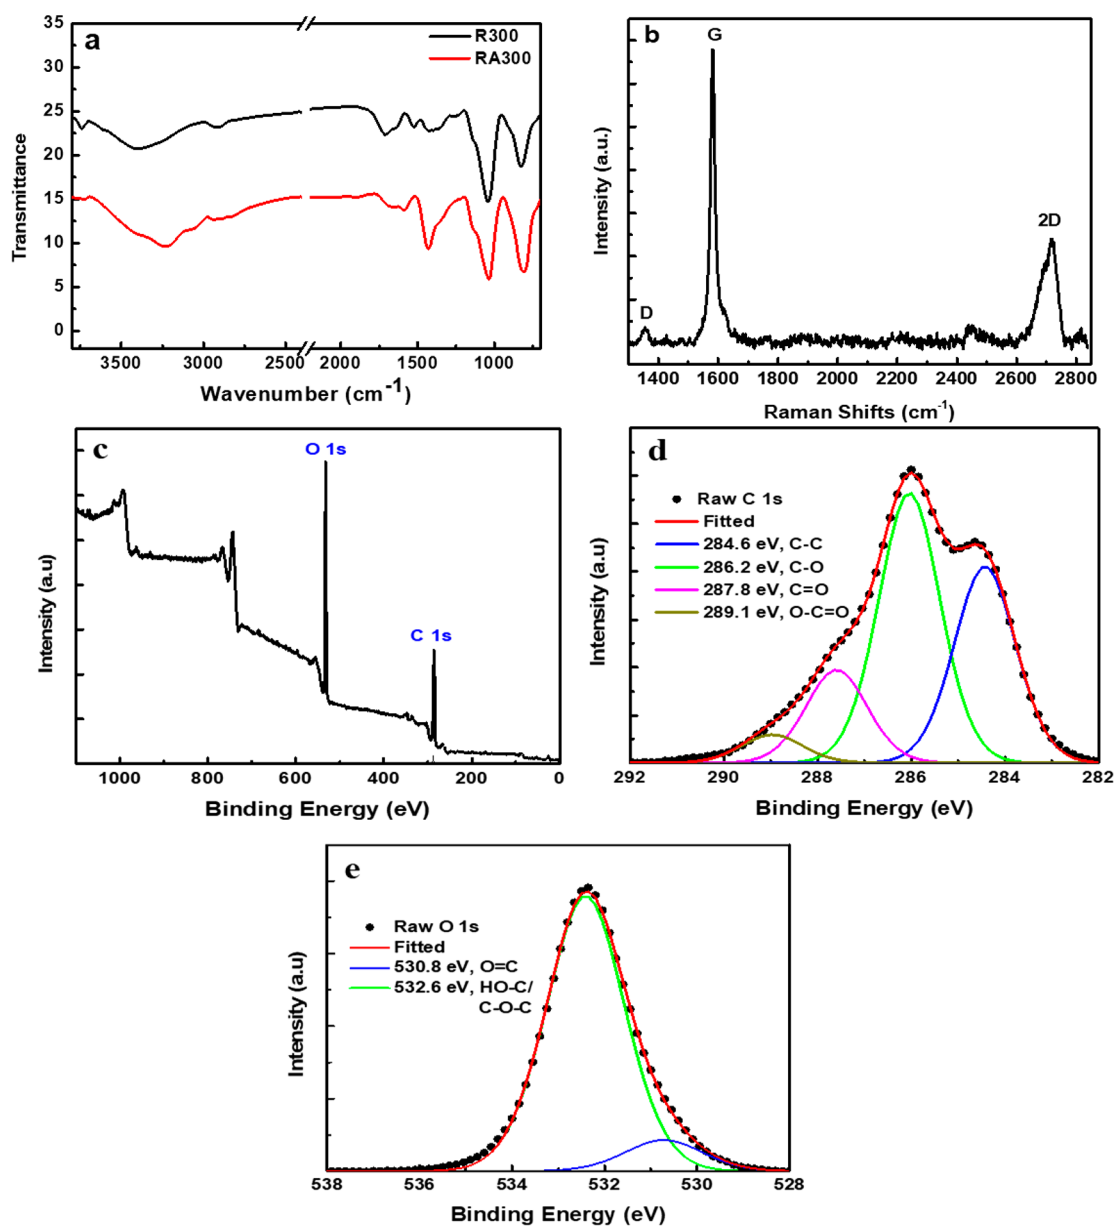 a
R300
RA300
35
30
25
20
15
10
5
0
Transmittance
3500 3000 2500 2000 1500 1000
Wavenumber (cm-1)
b
G
2D
D
Intensity (a.u.)
1400 1600 1800 2000 2200 2400 2600 2800
Raman Shifts (cm-1)
c
O 1s
C 1s
Intensity (a.u)
1000 800 600 400 200 0
Binding Energy (eV)
d
Raw C 1s
Fitted
284.6 eV, C-C
286.2 eV, C-O
287.8 eV, C=O
289.1 eV, O-C=O
Intensity (a.u)
292 290 288 286 284 282
Binding Energy (eV)
e
Raw O 1s
Fitted
530.8 eV, O=C
532.6 eV, HO-C/
C-O-C
Intensity (a.u)
538 536 534 532 530 528
Binding Energy (eV)